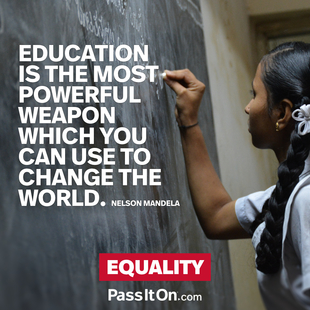 EDUCATION
IS THE MOST
POWERFUL
WEAPON
WHICH YOU
CAN USE TO
CHANGE THE
WORLD. NELSON MANDELA
EQUALITY
PassItOn.com